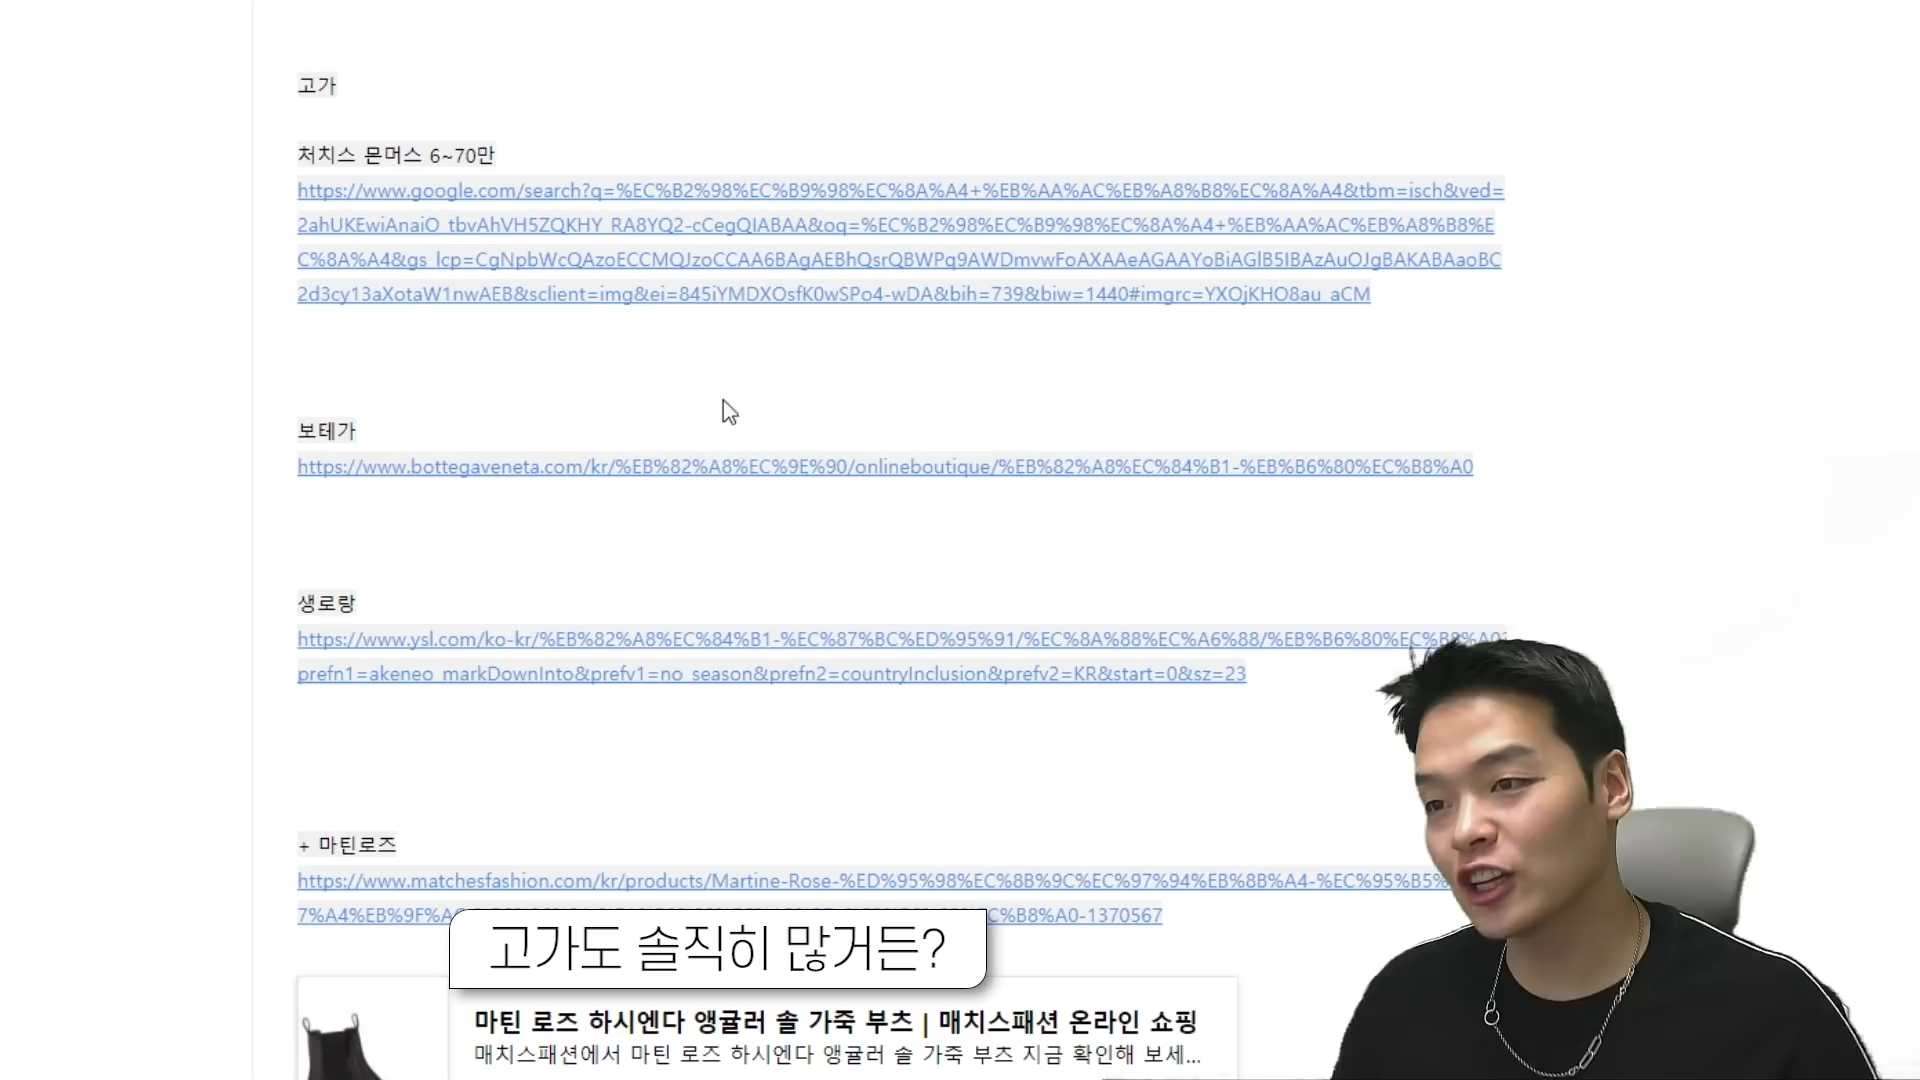 고가
처치스 몬머스 6~70만
https://www.google.com/search?q=%EC%B2%98%EC%B9%98%EC%8A%A4+%EB%AA%AC%EB%A8%B8%EC%8A%A4&tbm=isch&ved=
2ahUKEwiAnaiO_tbvAhVH5ZQKHY_RA8YQ2-cCegQIABAA&oq=%EC%B2%98%EC%B9%98%EC%8A%A4+%EB%AA%AC%EB%A8%B8%E
C%8A%A4&gs_lcp=CgNpbWcQAzoECCMQJzoCCAA6BAgAEBhQsrQBWPq9AWDmvwFoAXAAeAGAAYoBiAGlB5IBAzAuOJgBAKABAaoBC
2d3cy13aXotaW1nwAEB&sclient=img&ei=845iYMDXOsfK0wSPo4-wDA&bih=739&biw=1440#imgrc=YXOjKHO8au_aCM
보테가
https://www.bottegaveneta.com/kr/%EB%82%A8%EC%9E%90/onlineboutique/%EB%82%A8%EC%84%B1-%EB%B6%80%EC%B8%A0
생로랑
https://www.ysl.com/ko-kr/%EB%82%A8%EC%84%B1-%EC%87%BC%ED%95%91/%EC%8A%88%EC%A6%88/%EB%B6%80%EC%B8%A0?
prefn1=akeneo_markDownInto&prefv1=no_season&prefn2=countryInclusion&prefv2=KR&start=0&sz=23
+ 마틴로즈
https://www.matchesfashion.com/kr/products/Martine-Rose-%ED%95%98%EC%8B%9C%EC%97%94%EB%8B%A4-%EC%95%B5%
7%A4%EB%9F%A C%B8%A0-1370567
고가도 솔직히 많거든?
마틴 로즈 하시엔다 앵귤러 솔 가죽 부츠 | 매치스패션 온라인 쇼핑
매치스패션에서 마틴 로즈 하시엔다 앵귤러 솔 가죽 부츠 지금 확인해 보세...